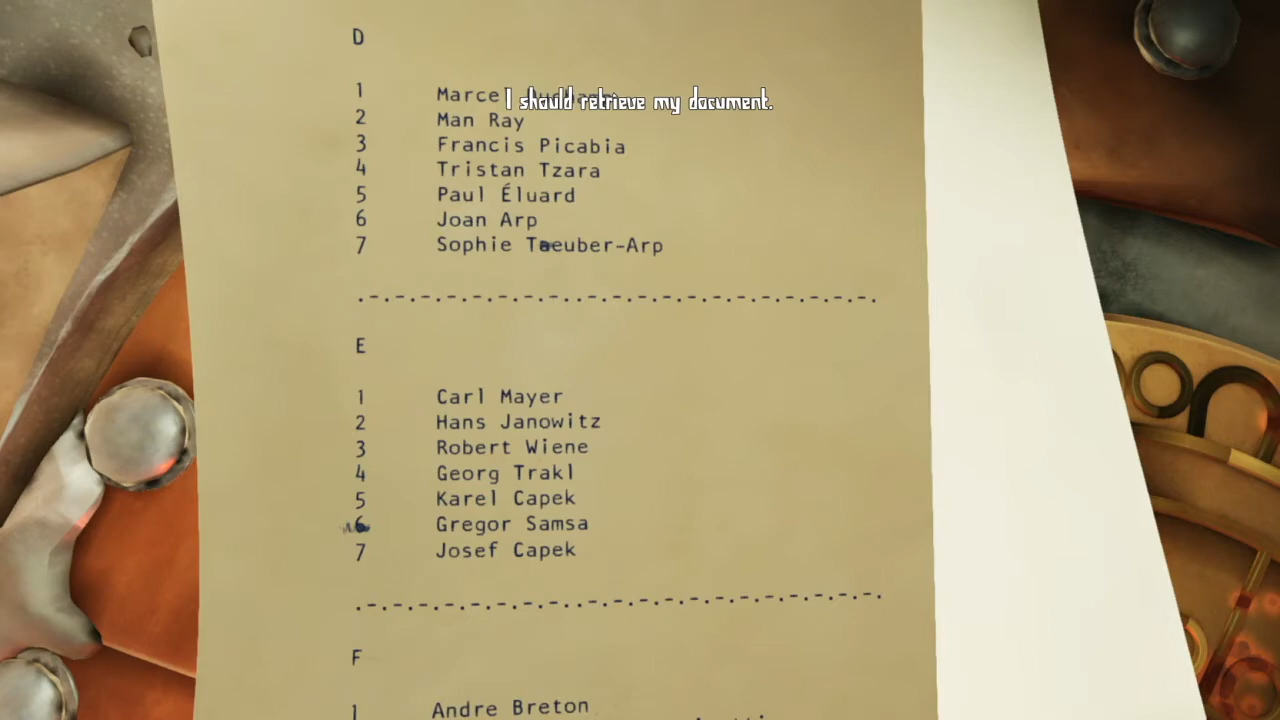 D
1 Marce
I should retrieve my document.
2 Man Ray
3 Francis Picabia
4 Tristan Tzara
5 Paul Éluard
6 Joan Arp
7 Sophie Taeuber-Arp
.-.-.-.-.-.-.-.-..-.-.-.-.-.-.-.-.-.-.-.-.
E
1 Carl Mayer
2 Hans Janowitz
3 Robert Wiene
4 Georg Trakl
5 Karel Capek
6 Gregor Samsa
7 Josef Capek
.-.-.-.-.-.-.-.-..-.-.-.-.-.-.-.-.-.-.-.-.
F
1 Andre Breton